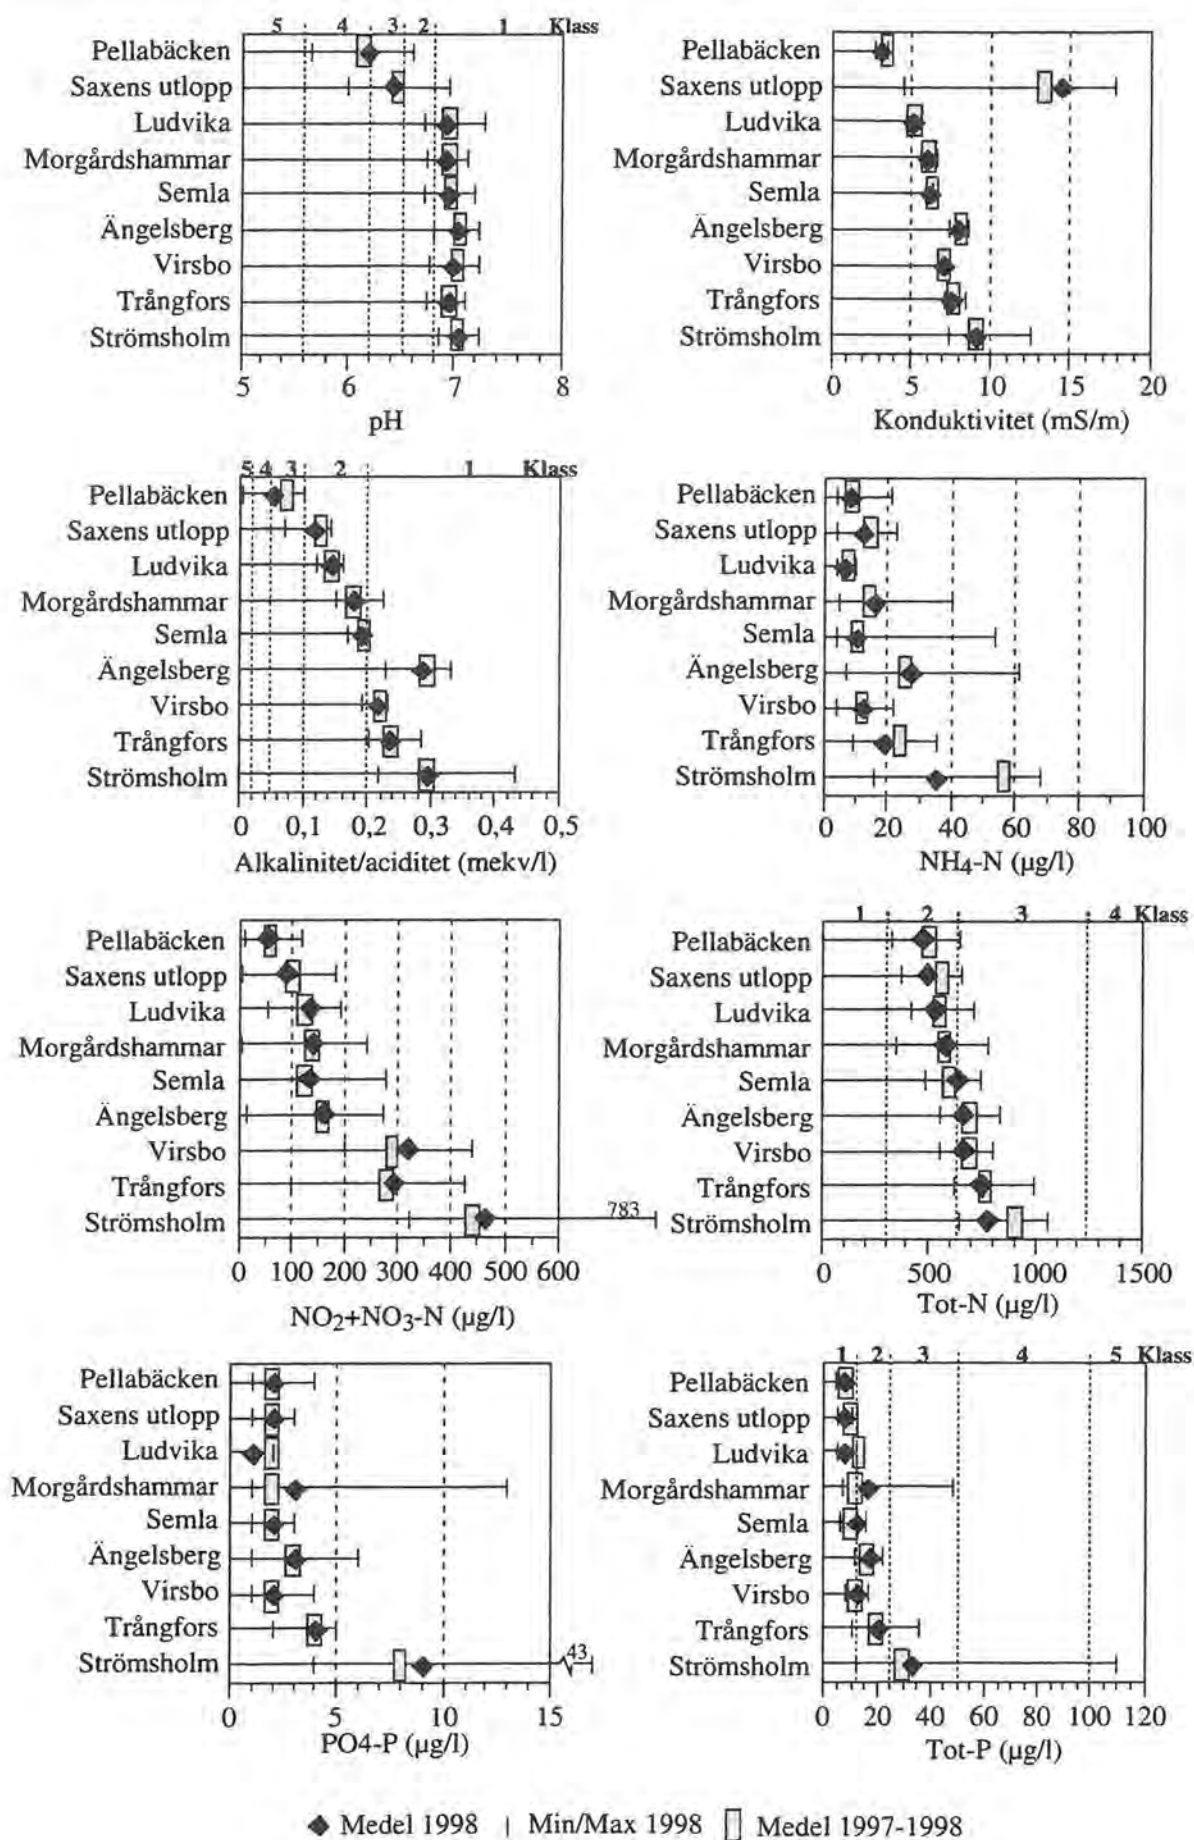 5 4 3 2 1 Klass
Pellabäcken
Saxens utlopp
Ludvika
Morgårdshammar
Semla
Ängelsberg
Virsbo
Trångfors
Strömsholm
5 6 7 8
pH
Pellabäcken
Saxens utlopp
Ludvika
Morgårdshammar
Semla
Ängelsberg
Virsbo
Trångfors
Strömsholm
0 5 10 15 20
Konduktivitet (mS/m)
5 4 3 2 1 Klass
Pellabäcken
Saxens utlopp
Ludvika
Morgårdshammar
Semla
Ängelsberg
Virsbo
Trångfors
Strömsholm
0 0,1 0,2 0,3 0,4 0,5
Alkalinitet/aciditet (mekv/l)
Pellabäcken
Saxens utlopp
Ludvika
Morgårdshammar
Semla
Ängelsberg
Virsbo
Trångfors
Strömsholm
0 20 40 60 80 100
NH4-N (µg/l)
Pellabäcken
Saxens utlopp
Ludvika
Morgårdshammar
Semla
Ängelsberg
Virsbo
Trångfors
Strömsholm 783
0 100 200 300 400 500 600
NO2+NO3-N (µg/l)
1 2 3 4 Klass
Pellabäcken
Saxens utlopp
Ludvika
Morgårdshammar
Semla
Ängelsberg
Virsbo
Trångfors
Strömsholm
0 500 1000 1500
Tot-N (µg/l)
Pellabäcken
Saxens utlopp
Ludvika
Morgårdshammar
Semla
Ängelsberg
Virsbo
Trångfors
Strömsholm 43
0 5 10 15
PO4-P (µg/l)
1 2 3 4 5 Klass
Pellabäcken
Saxens utlopp
Ludvika
Morgårdshammar
Semla
Ängelsberg
Virsbo
Trångfors
Strömsholm
0 20 40 60 80 100 120
Tot-P (µg/l)
Medel 1998 Min/Max 1998 Medel 1997-1998